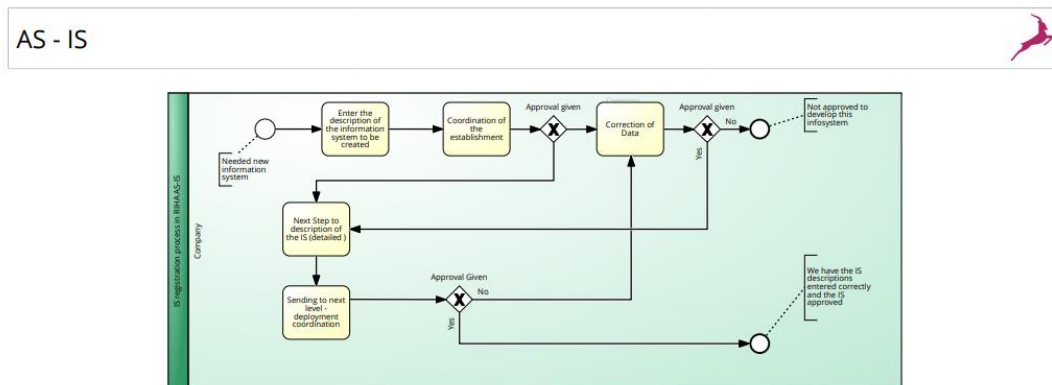 AS - IS
IS registration process in RIHA AS-IS
Company
Needed new
information
system
Enter the
description of
the information
system to be
created
Coordination of
the
establishment
Approval given
X
Correction of
Data
Approval given
X
No
Yes
Not approved to
develop this
infosystem
Next Step to
description of
the IS (detailed )
Sending to next
level -
deployment
coordination
Approval Given
X
No
Yes
We have the IS
descriptions
entered correctly
and the IS
approved